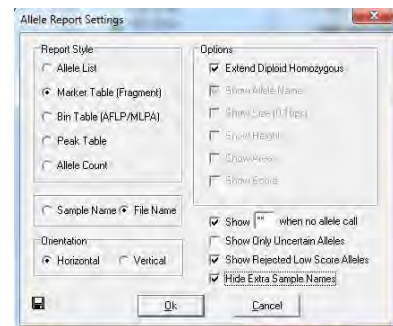 Allele Report Settings
Report Style
Allele List
Marker Table (Fragment)
Bin Table (AFLP/MLPA)
Peak Table
Allele Count
Sample Name File Name
Orientation
Horizontal Vertical
Options
Extend Diploid Homozygous
Show Allele Name
Show Size (0.1bps)
Show Height
Show Area
Show Score
Show "" when no allele call
Show Only Uncertain Alleles
Show Rejected Low Score Alleles
Hide Extra Sample Names
Ok Cancel